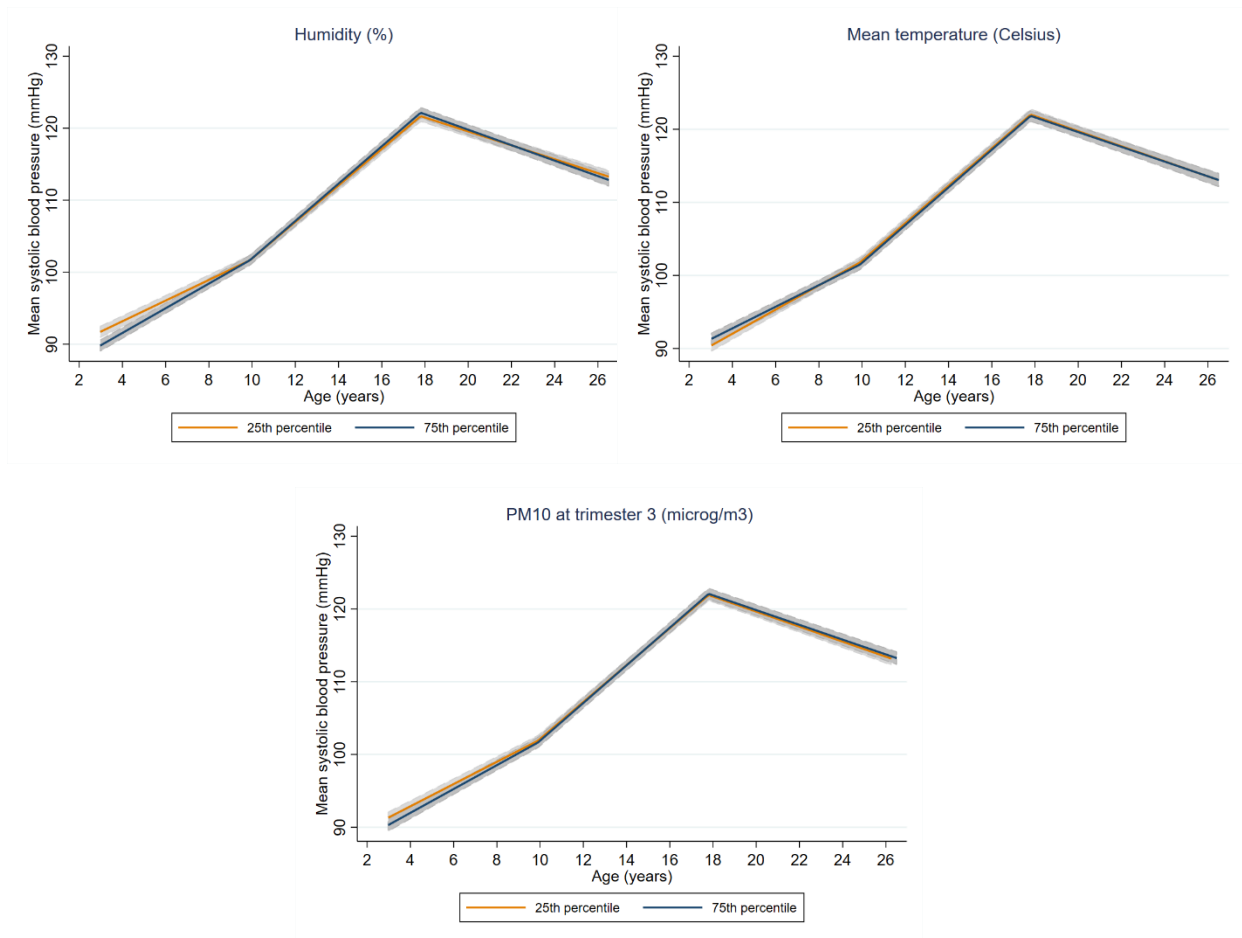 Humidity (%)
Mean systolic blood pressure (mmHg)
130
120
110
100
90
2 4 6 8 10 12 14 16 18 20 22 24 26
Age (years)
25th percentile 75th percentile
Mean temperature (Celsius)
Mean systolic blood pressure (mmHg)
130
120
110
100
90
2 4 6 8 10 12 14 16 18 20 22 24 26
Age (years)
25th percentile 75th percentile
PM10 at trimester 3 (microg/m3)
Mean systolic blood pressure (mmHg)
130
120
110
100
90
2 4 6 8 10 12 14 16 18 20 22 24 26
Age (years)
25th percentile 75th percentile